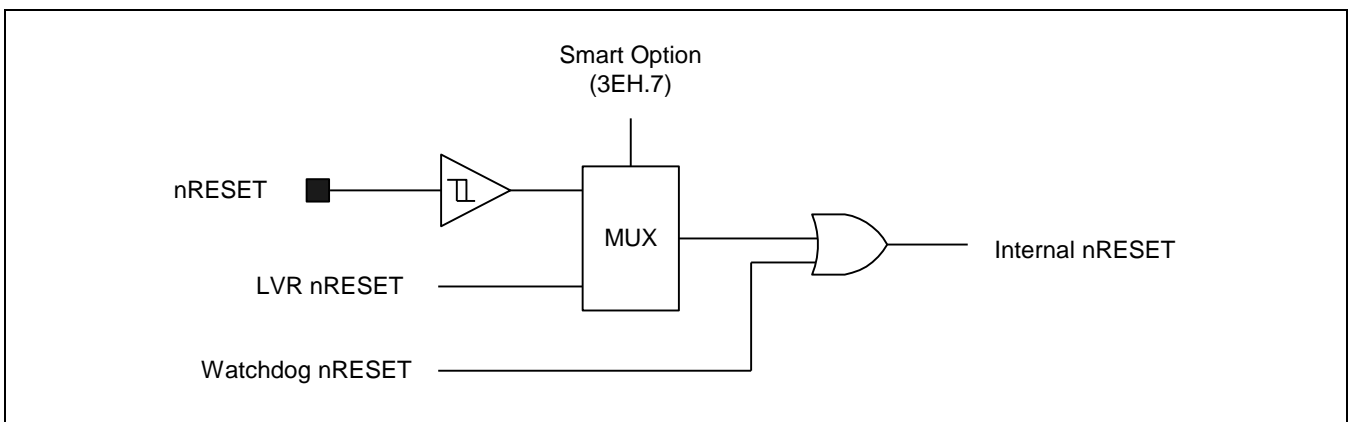 Smart Option
(3EH.7)
nRESET
MUX
Internal nRESET
LVR nRESET
Watchdog nRESET